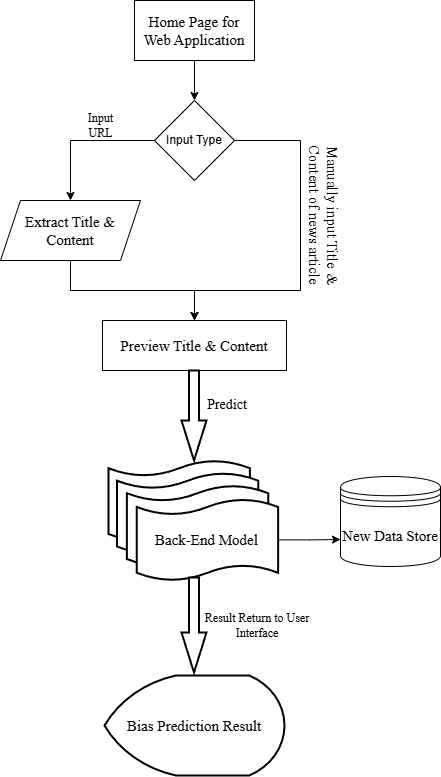 Home Page for
Web Application
Input
URL
Input Type
Manually input Title &
Content of news article
Extract Title &
Content
Preview Title & Content
Predict
Back-End Model
New Data Store
Result Return to User
Interface
Bias Prediction Result